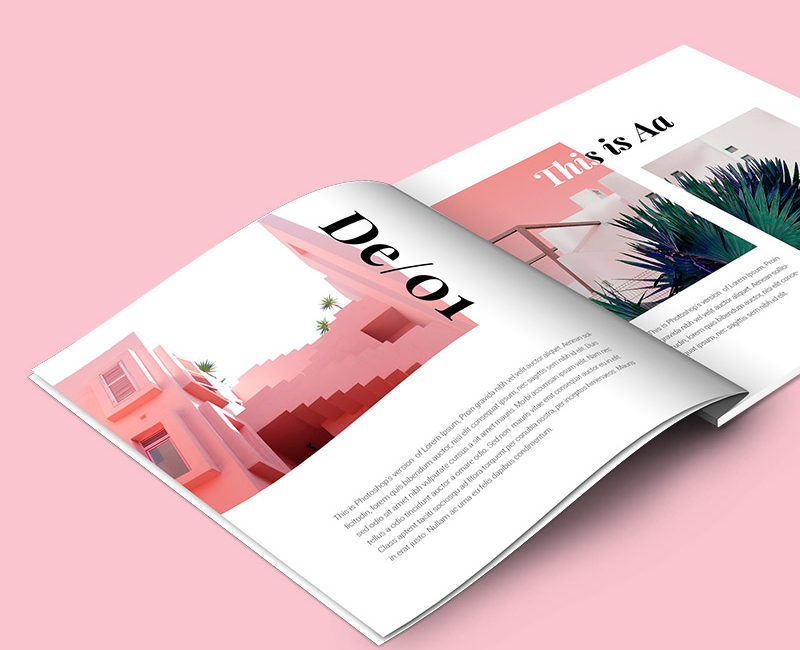 De/01
This is Photoshop's version of Lorem Ipsum. Proin gravida nibh vel velit auctor aliquet. Aenean sol-
licitudin, lorem quis bibendum auctor, nisi elit consequat ipsum, nec sagittis sem nibh id elit. Duis
sed odio sit amet nibh vulputate cursus a sit amet mauris. Morbi accumsan ipsum velit. Nam nec
tellus a odio tincidunt auctor a ornare odio. Sed non mauris vitae erat consequat auctor eu in elit.
Class aptent taciti sociosqu ad litora torquent per conubia nostra, per inceptos himenaeos. Mauris
in erat justo. Nullam ac urna eu felis dapibus condimentum.
This is Aa
This is Photoshop's version of Lorem Ipsum. Proin
gravida nibh vel velit auctor aliquet. Aenean sollici-
tudin, lorem quis bibendum auctor, nisi elit conse-
quat ipsum, nec sagittis sem nibh id elit.